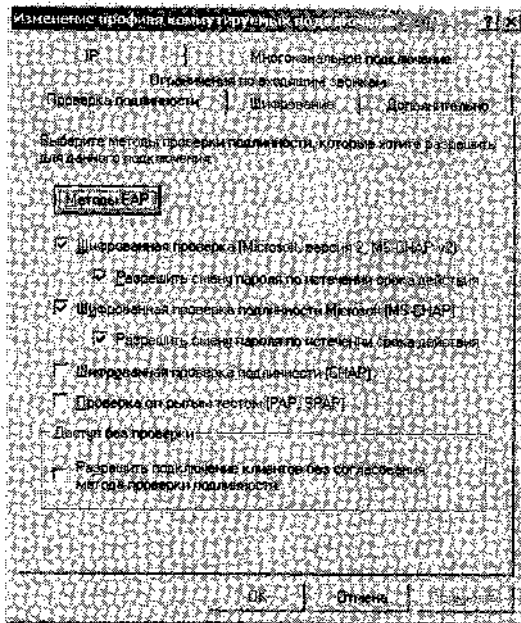 Изменение профиля коммутируемых подключений
IP
Многоканальное подключение
Ограничения по входящим звонкам
Проверка подлинности
Шифрование
Дополнительно
Выберите методы проверки подлинности, которые хотите разрешить
для данного подключения.
Методы EAP
Шифрованная проверка (Microsoft, версия 2, MS-CHAP v2)
Разрешить смену пароля по истечении срока действия
Шифрованная проверка подлинности Microsoft (MS-CHAP)
Разрешить смену пароля по истечении срока действия
Шифрованная проверка подлинности (CHAP)
Проверка открытым тестом (PAP, SPAP)
Доступ без проверки
Разрешить подключение клиентов без согласования
метода проверки подлинности.
OK
Отмена